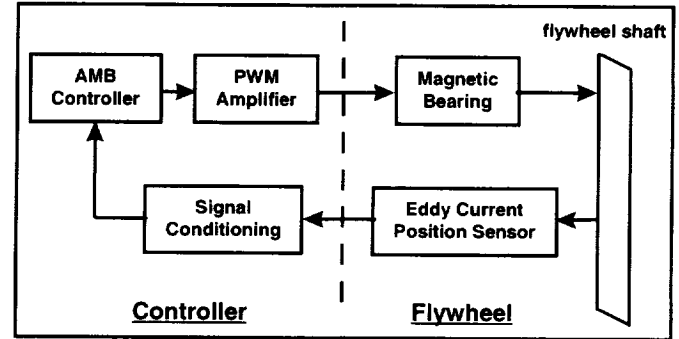 flywheel shaft
AMB
Controller
PWM
Amplifier
Magnetic
Bearing
Signal
Conditioning
Eddy Current
Position Sensor
Controller
Flywheel